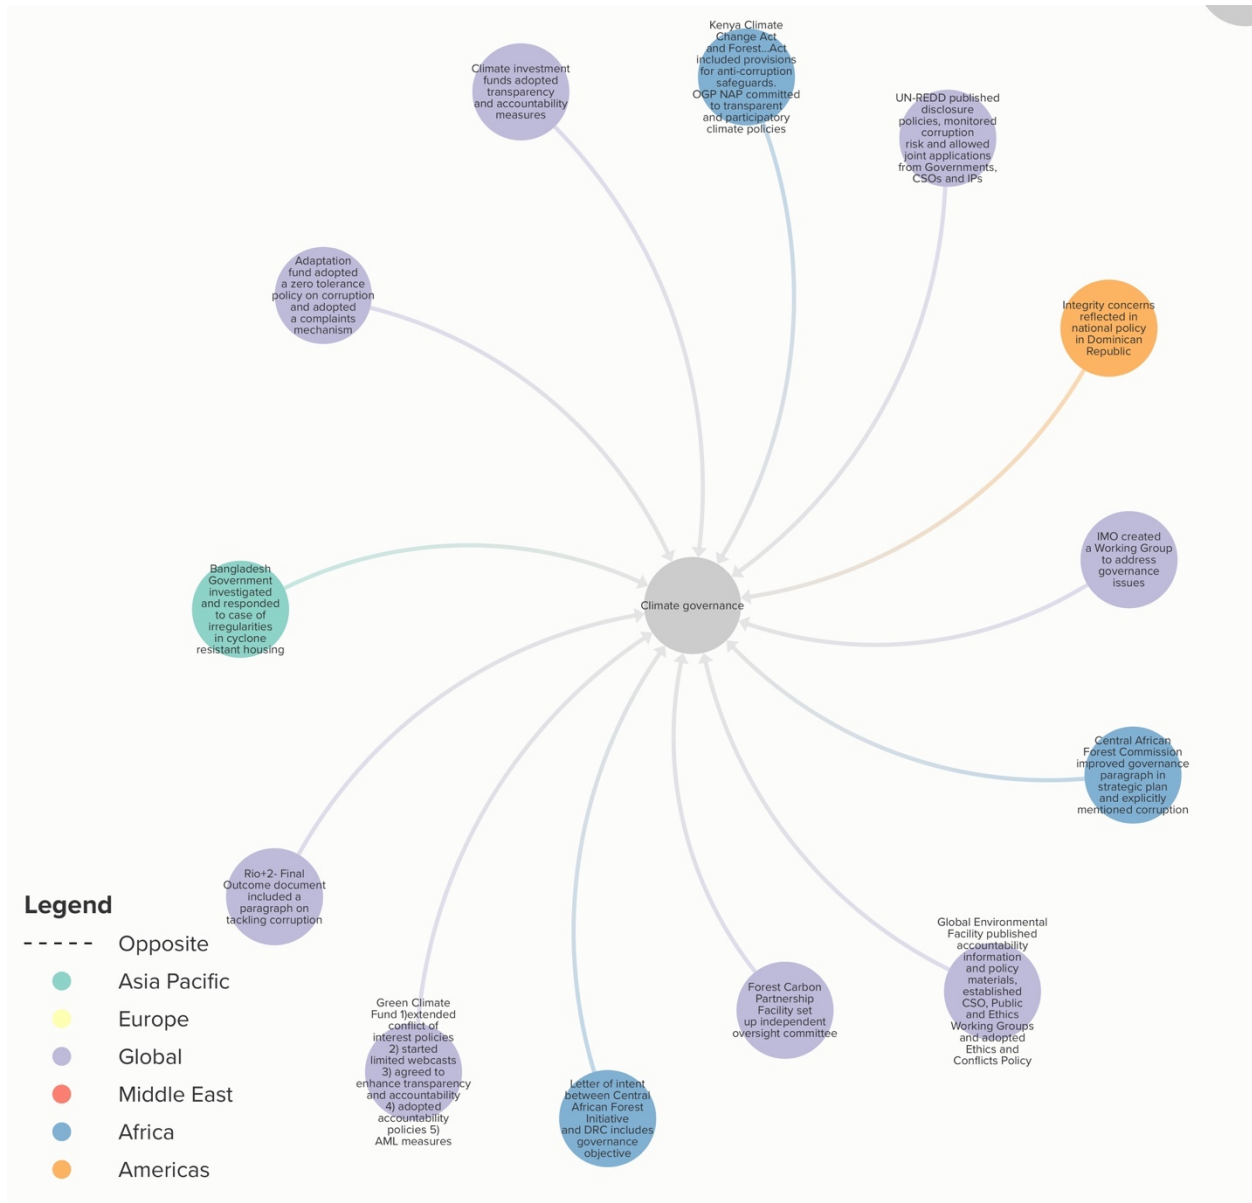 Kenya Climate
Change Act
and Forest...Act
included provisions
for anti-corruption
safeguards.
OGP NAP committed
to transparent
and participatory
climate policies
Climate investment
funds adopted
transparency
and accountability
measures
UN-REDD published
disclosure
policies, monitored
corruption
risk and allowed
joint applications
from Governments,
CSOs and IPs
Adaptation
fund adopted
a zero tolerance
policy on corruption
and adopted
a complaints
mechanism
Integrity concerns
reflected in
national policy
in Dominican
Republic
IMO created
a Working Group
to address
governance
issues
Bangladesh
Government
investigated
and responded
to case of
irregularities
in cyclone
resistant housing
Climate governance
Central African
Forest Commission
improved governance
paragraph in
strategic plan
and explicitly
mentioned corruption
Rio+2- Final
Outcome document
included a
paragraph on
tackling corruption
Global Environmental
Facility published
accountability
information
and policy
materials,
established
CSO, Public
and Ethics
Working Groups
and adopted
Ethics and
Conflicts Policy
Forest Carbon
Partnership
Facility set
up independent
oversight committee
Green Climate
Fund 1)extended
conflict of
interest policies
2) started
limited webcasts
3) agreed to
enhance transparency
and accountability
4) adopted
accountability
policies 5)
AML measures
Letter of intent
between Central
African Forest
Initiative
and DRC includes
governance
objective
Legend
Opposite
Asia Pacific
Europe
Global
Middle East
Africa
Americas